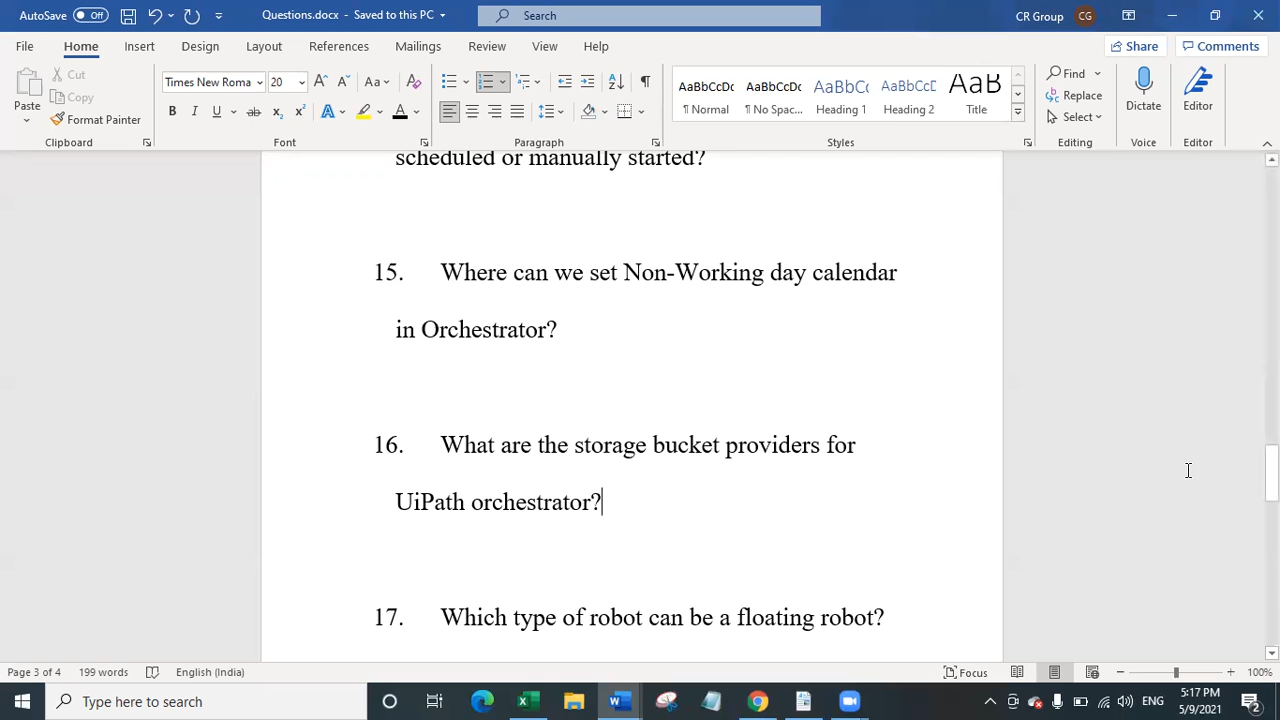 AutoSave Off Questions.docx - Saved to this PC Search CR Group CG
File Home Insert Design Layout References Mailings Review View Help Share Comments
Paste Cut Copy Format Painter Clipboard
Times New Roma 20 Font
Paragraph
AaBbCcDc ¶ Normal AaBbCcDc ¶ No Spac... AaBbCc Heading 1 AaBbCcD Heading 2 AaB Title Styles
Find Replace Select Editing
Dictate Voice
Editor Editor
scheduled or manually started?
15. Where can we set Non-Working day calendar
in Orchestrator?
16. What are the storage bucket providers for
UiPath orchestrator?
17. Which type of robot can be a floating robot?
Page 3 of 4 199 words English (India) Focus 100%
Type here to search ENG 5:17 PM
5/9/2021 2